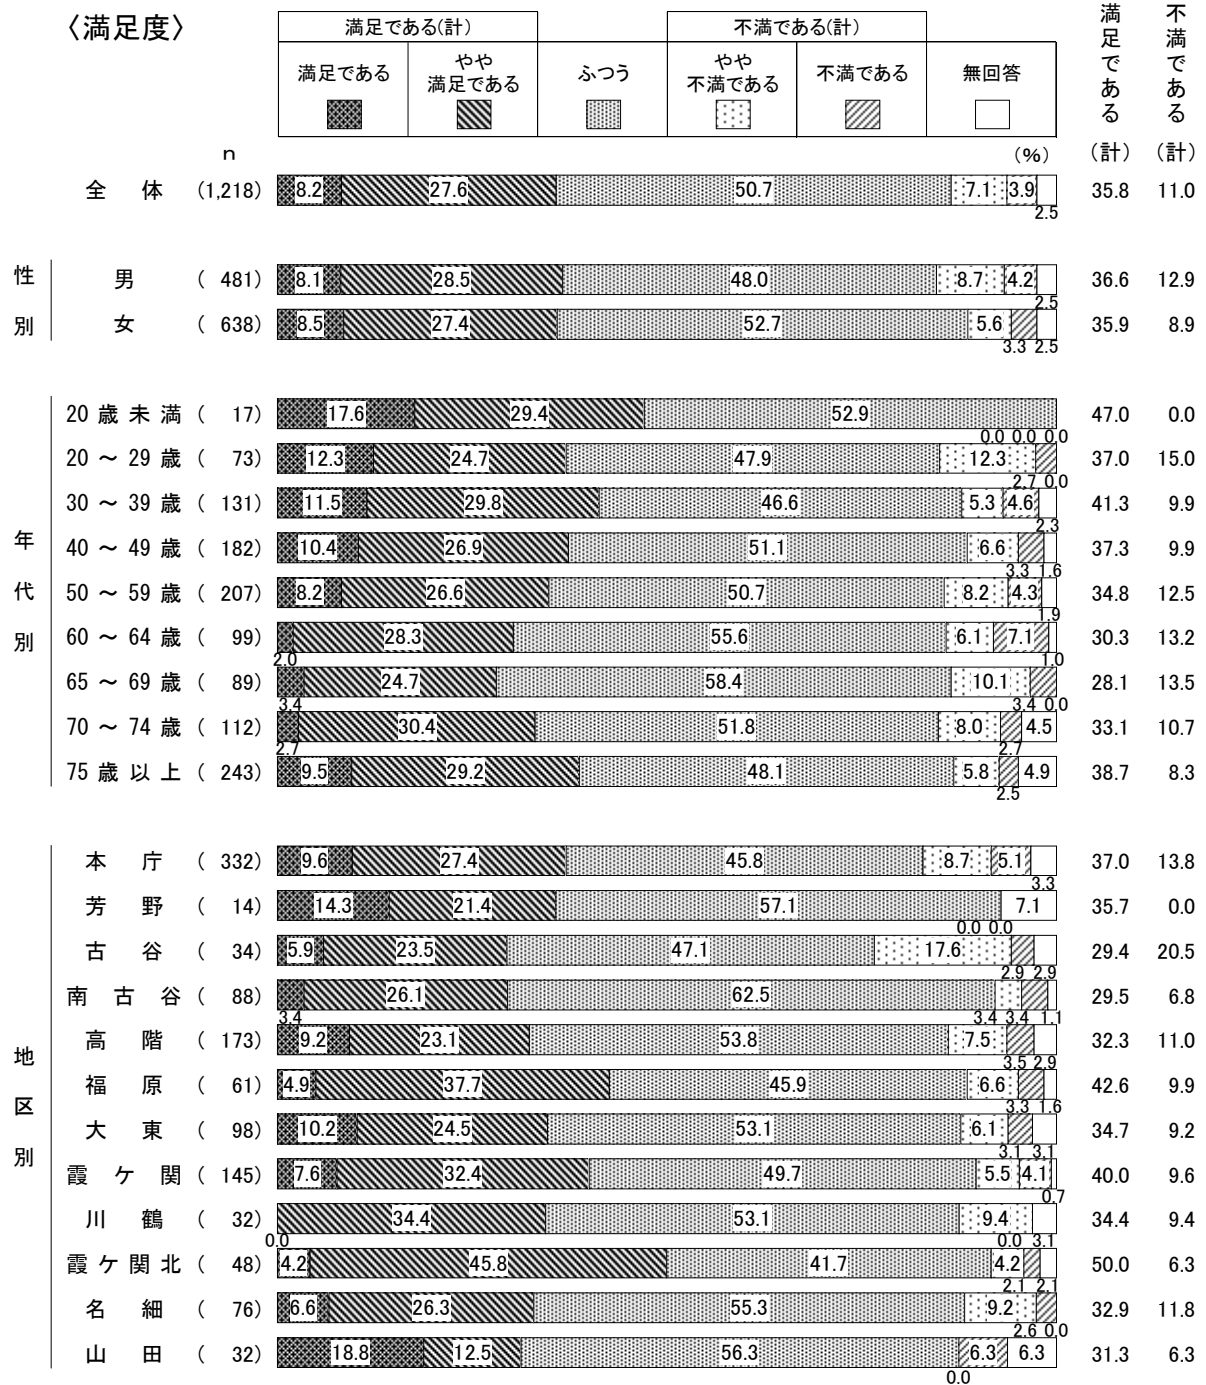 〈満足度〉
満足である(計) 不満である(計)
満足である やや満足である ふつう やや不満である 不満である 無回答
満足である(計) 不満である(計)
n (%)
全体 (1,218) 8.2 27.6 50.7 7.1 3.9 2.5 35.8 11.0
性別
男 ( 481) 8.1 28.5 48.0 8.7 4.2 2.5 36.6 12.9
女 ( 638) 8.5 27.4 52.7 5.6 3.3 2.5 35.9 8.9
年代別
20歳未満 ( 17) 17.6 29.4 52.9 0.0 0.0 0.0 47.0 0.0
20～29歳 ( 73) 12.3 24.7 47.9 12.3 2.7 0.0 37.0 15.0
30～39歳 ( 131) 11.5 29.8 46.6 5.3 4.6 2.3 41.3 9.9
40～49歳 ( 182) 10.4 26.9 51.1 6.6 3.3 1.6 37.3 9.9
50～59歳 ( 207) 8.2 26.6 50.7 8.2 4.3 1.9 34.8 12.5
60～64歳 ( 99) 2.0 28.3 55.6 6.1 7.1 1.0 30.3 13.2
65～69歳 ( 89) 3.4 24.7 58.4 10.1 3.4 0.0 28.1 13.5
70～74歳 ( 112) 2.7 30.4 51.8 8.0 2.7 4.5 33.1 10.7
75歳以上 ( 243) 9.5 29.2 48.1 5.8 2.5 4.9 38.7 8.3
地区別
本庁 ( 332) 9.6 27.4 45.8 8.7 5.1 3.3 37.0 13.8
芳野 ( 14) 14.3 21.4 57.1 0.0 0.0 7.1 35.7 0.0
古谷 ( 34) 5.9 23.5 47.1 17.6 2.9 2.9 29.4 20.5
南古谷 ( 88) 3.4 26.1 62.5 3.4 3.4 1.1 29.5 6.8
高階 ( 173) 9.2 23.1 53.8 7.5 3.5 2.9 32.3 11.0
福原 ( 61) 4.9 37.7 45.9 6.6 3.3 1.6 42.6 9.9
大東 ( 98) 10.2 24.5 53.1 6.1 3.1 3.1 34.7 9.2
霞ケ関 ( 145) 7.6 32.4 49.7 5.5 4.1 0.7 40.0 9.6
川鶴 ( 32) 0.0 34.4 53.1 9.4 0.0 3.1 34.4 9.4
霞ケ関北 ( 48) 4.2 45.8 41.7 4.2 2.1 2.1 50.0 6.3
名細 ( 76) 6.6 26.3 55.3 9.2 2.6 0.0 32.9 11.8
山田 ( 32) 18.8 12.5 56.3 0.0 6.3 6.3 31.3 6.3